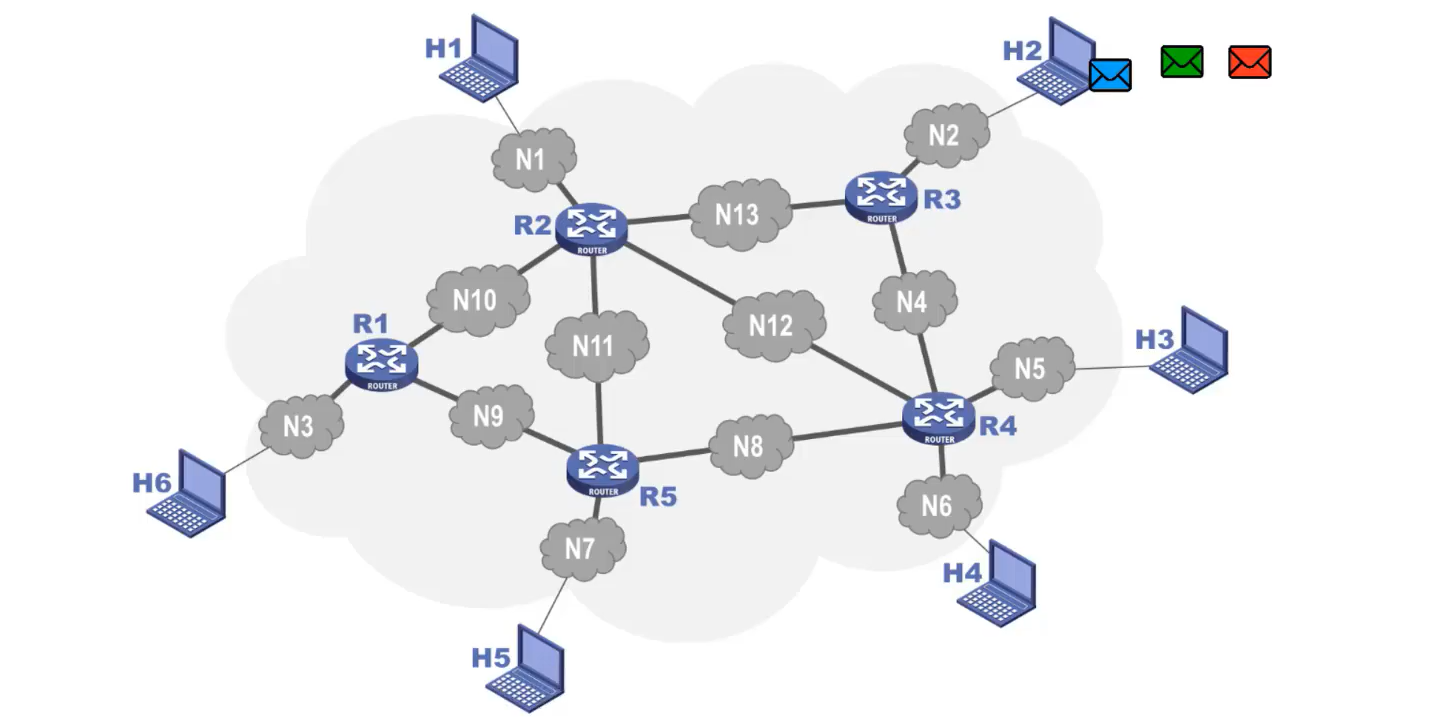 H1
H2
N1
N2
R2
ROUTER
N13
R3
ROUTER
N10
N12
N4
R1
ROUTER
N11
H3
N5
N3
N9
N8
R4
ROUTER
H6
R5
ROUTER
N6
N7
H4
H5